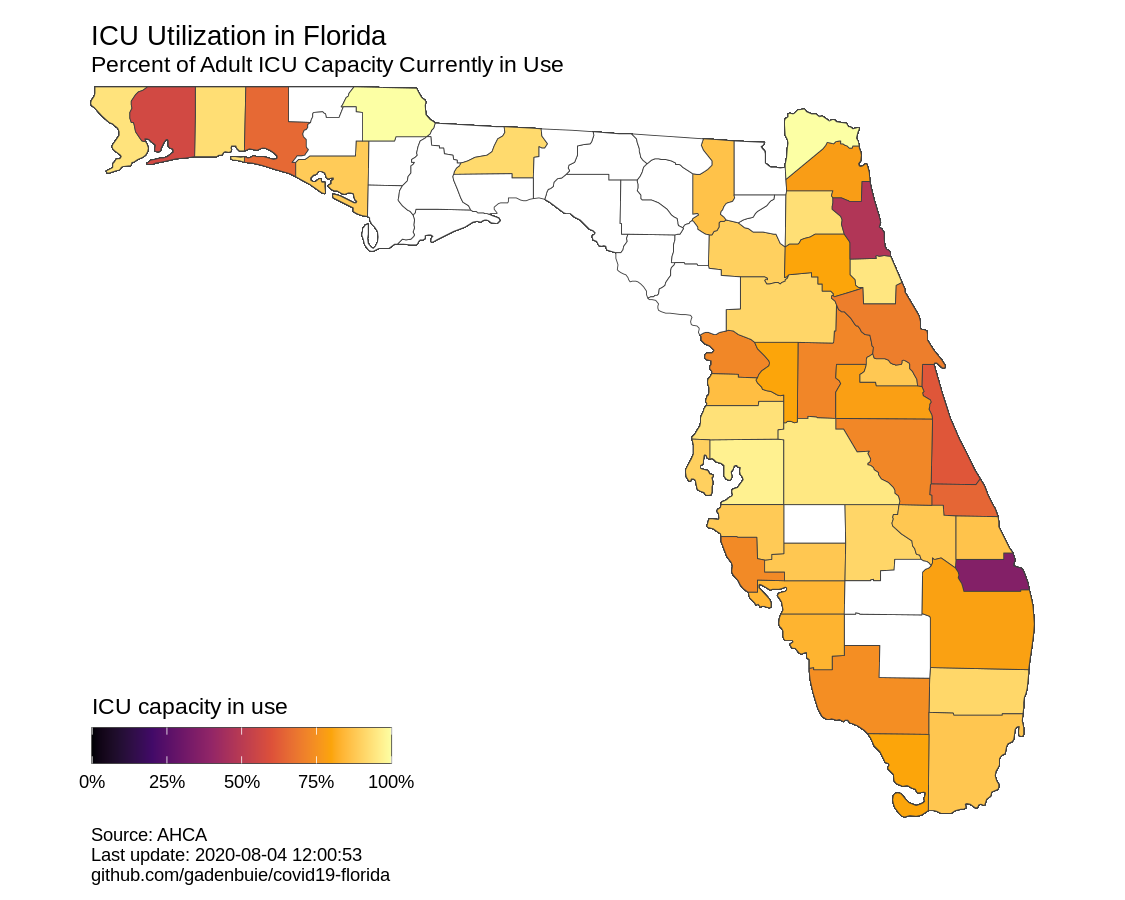 ICU Utilization in Florida
Percent of Adult ICU Capacity Currently in Use
ICU capacity in use
0% 25% 50% 75% 100%
Source: AHCA
Last update: 2020-08-04 12:00:53
github.com/gadenbuie/covid19-florida